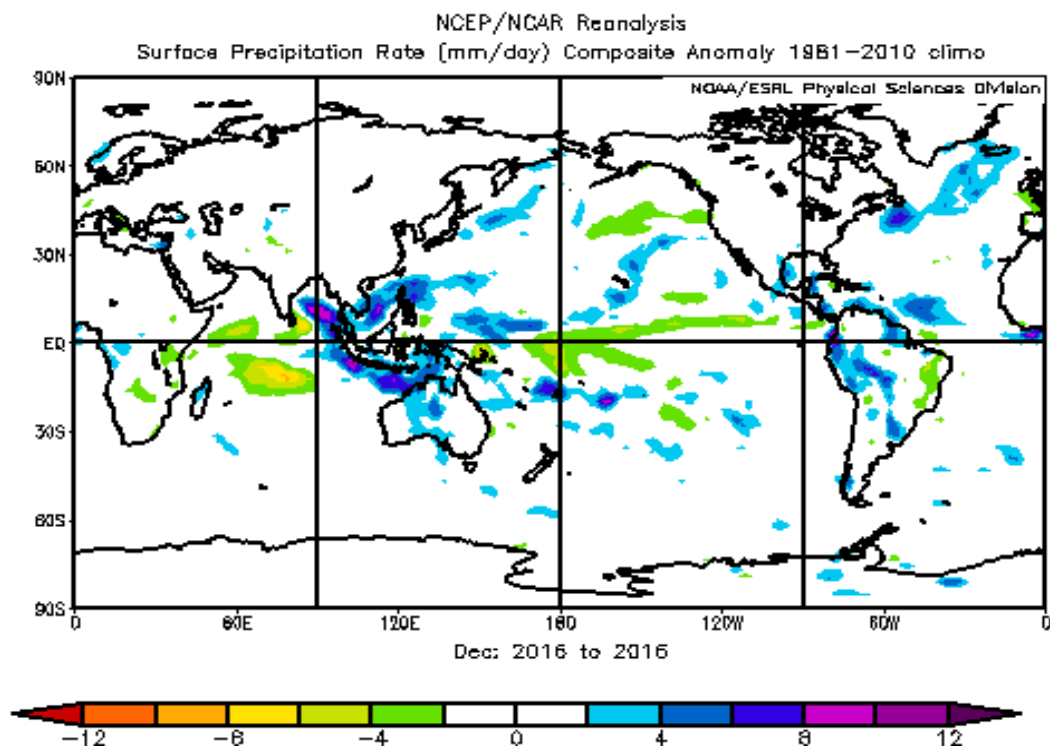 NCEP/NCAR Reanalysis
Surface Precipitation Rate (mm/day) Composite Anomaly 1981-2010 climo
NOAA/ESRL Physical Sciences Division
90N
60N
30N
EQ
30S
60S
90S
0 60E 120E 180 120W 60W 0
Dec: 2016 to 2016
-12 -6 -4 0 4 8 12